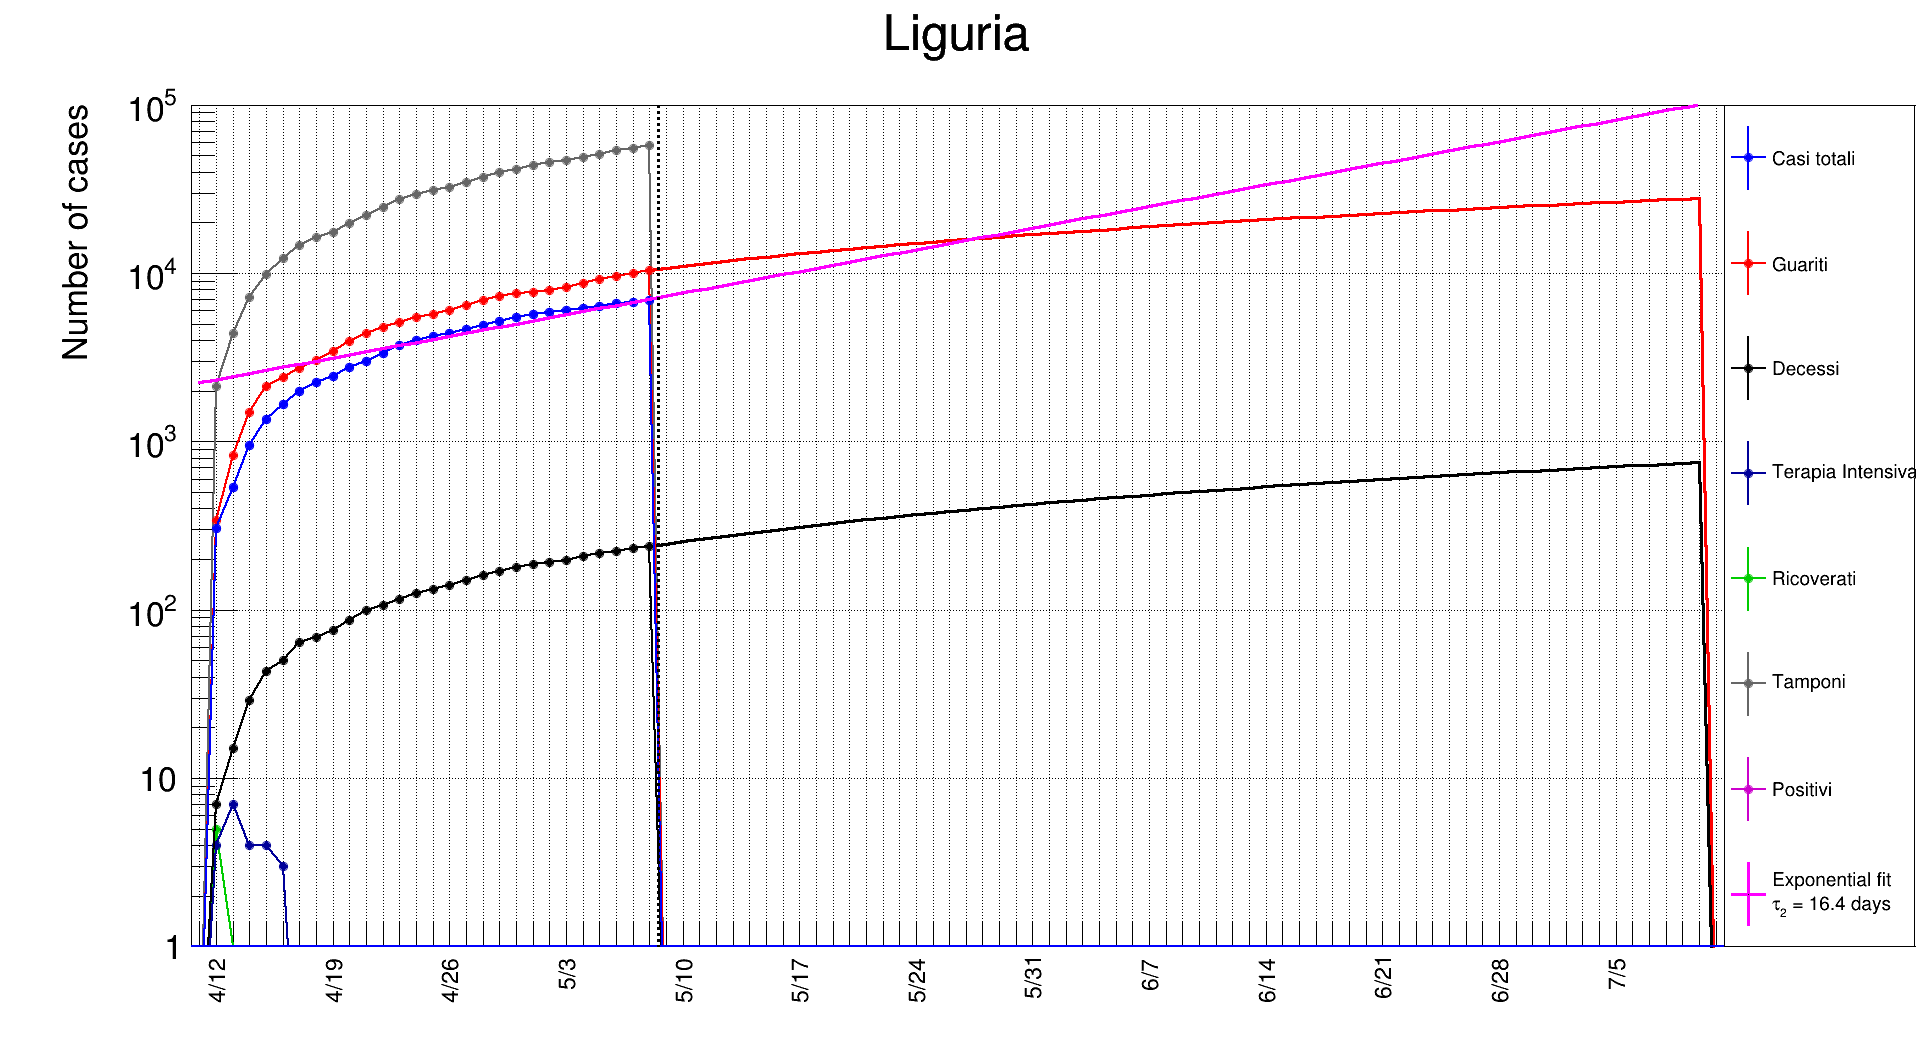 Liguria
Number of cases
10^5
10^4
10^3
10^2
10
1
4/12 4/19 4/26 5/3 5/10 5/17 5/24 5/31 6/7 6/14 6/21 6/28 7/5
Casi totali
Guariti
Decessi
Terapia Intensiva
Ricoverati
Tamponi
Positivi
Exponential fit
τ_2 = 16.4 days